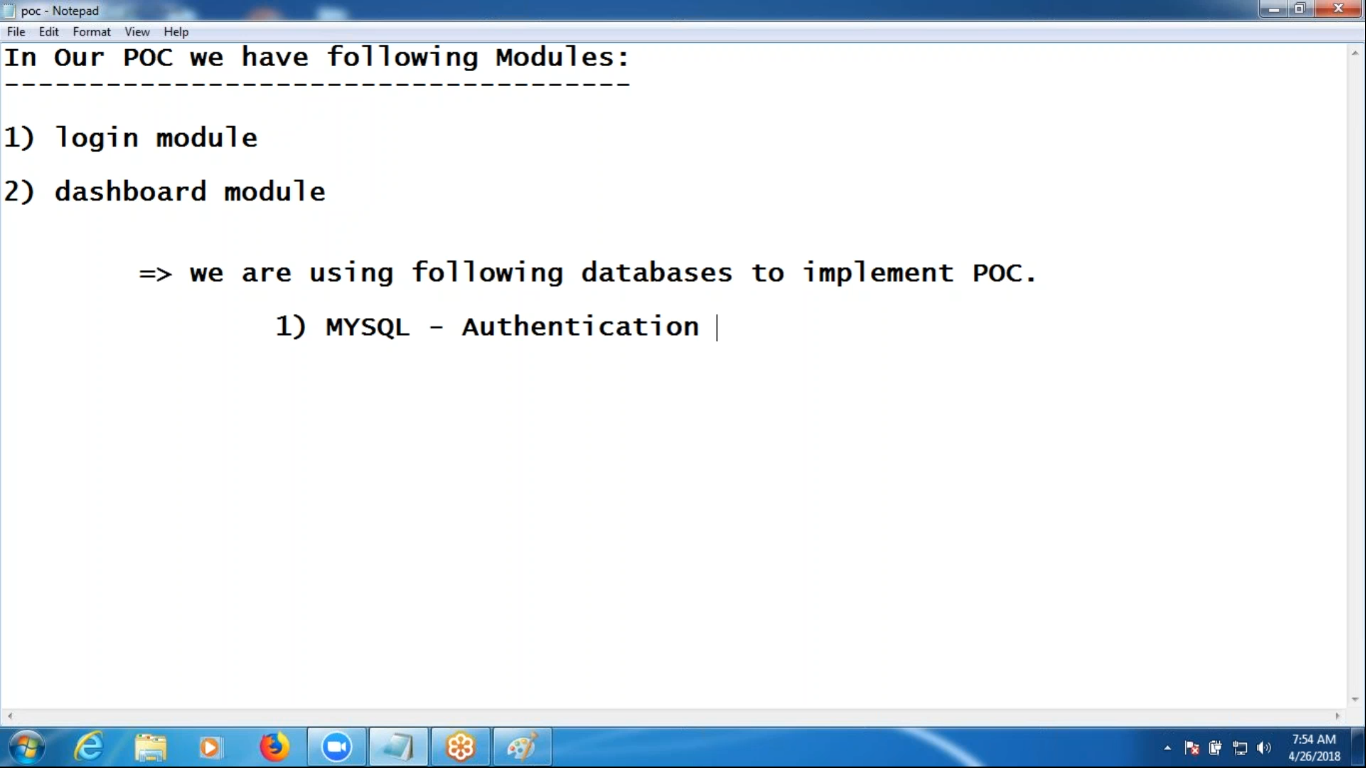 poc - Notepad
File Edit Format View Help
In Our POC we have following Modules:
-------------------------------------
1) login module
2) dashboard module
=> we are using following databases to implement POC.
1) MYSQL - Authentication
7:54 AM
4/26/2018